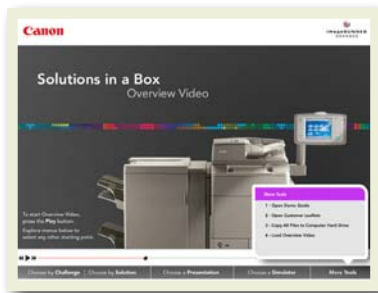 Canon
imageRUNNER
ADVANCE
Solutions in a Box
Overview Video
To start Overview Video,
press the Play button.
Explore menus below to
select any other starting point.
More Tools
1 - Open Demo Guide
2 - Open Customer Leaflets
3 - Copy All Files to Computer Hard Drive
4 - Load Overview Video
Choose by Challenge
Choose by Solution
Choose a Presentation
Choose a Simulator
More Tools